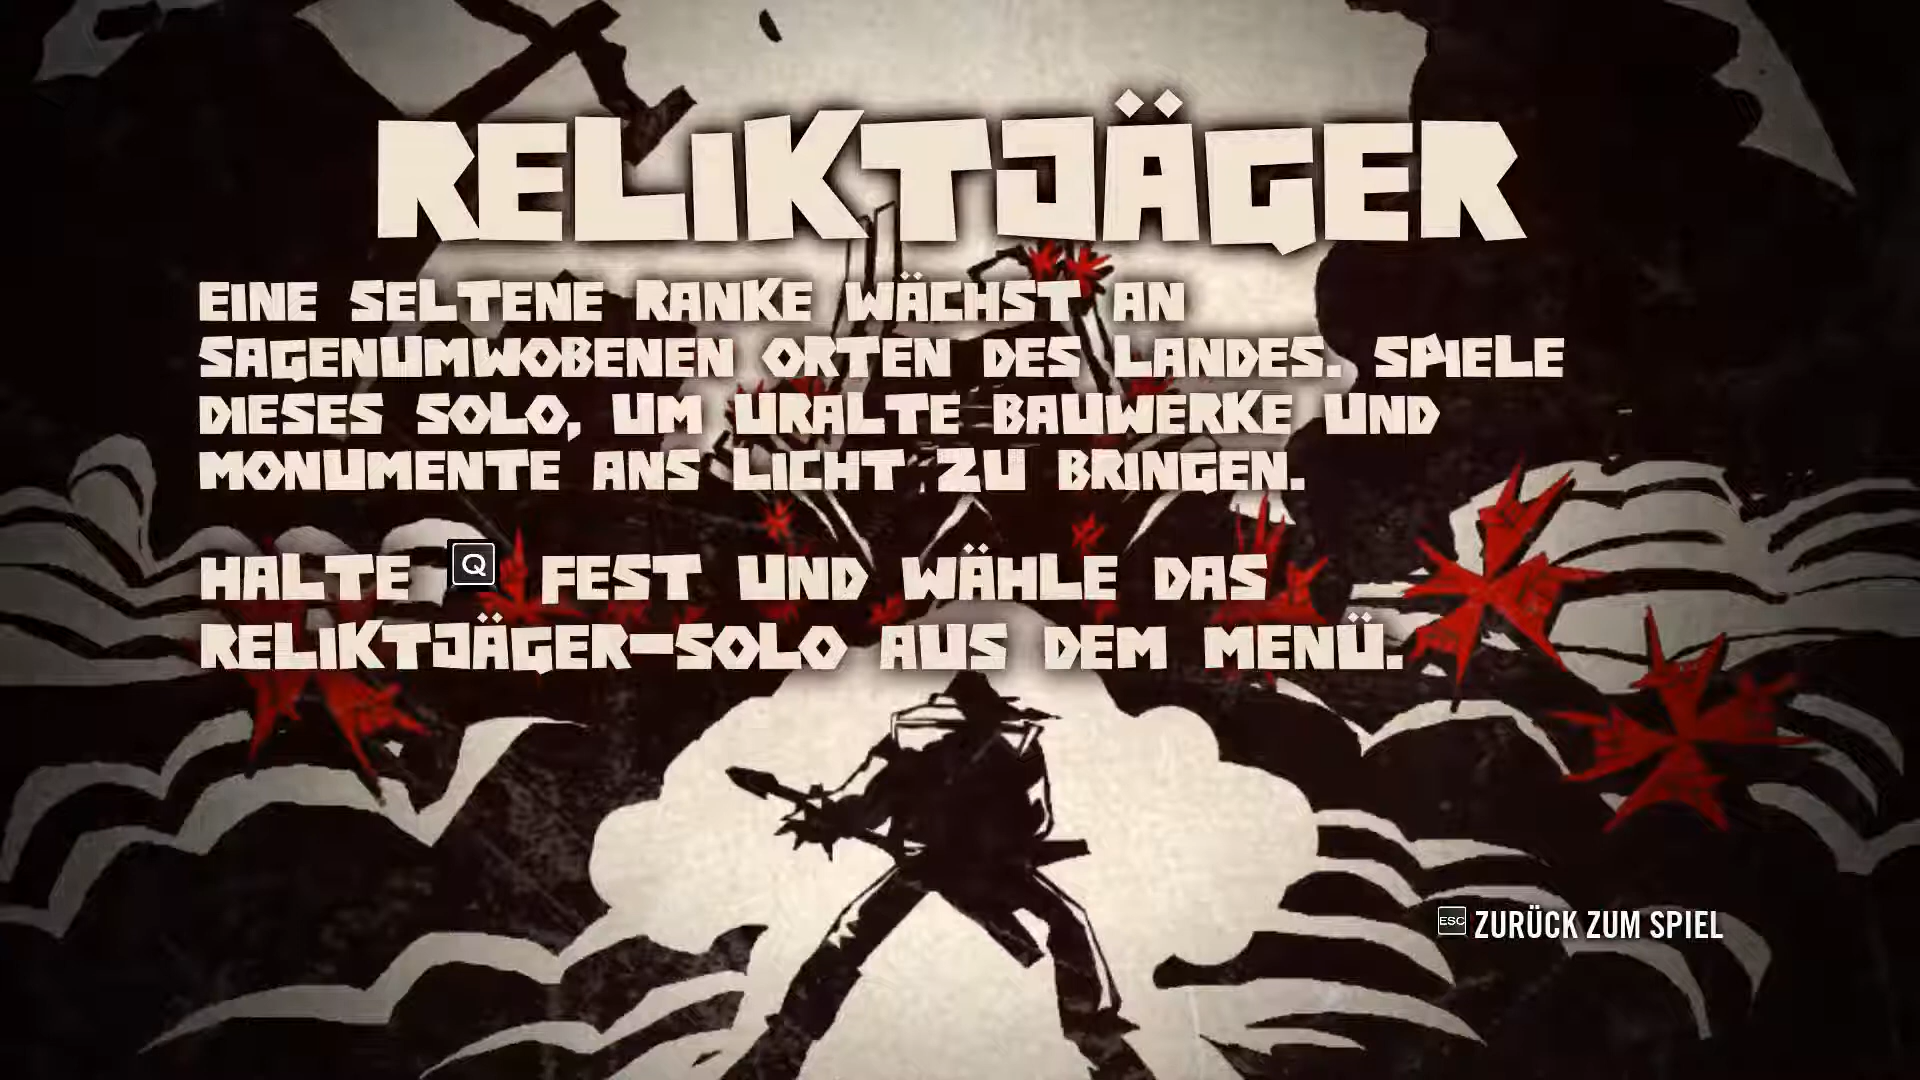 RELIKTJÄGER
EINE SELTENE RANKE WÄCHST AN
SAGENUMWOBENEN ORTEN DES LANDES. SPIELE
DIESES SOLO, UM URALTE BAUWERKE UND
MONUMENTE ANS LICHT ZU BRINGEN.
HALTE Q FEST UND WÄHLE DAS
RELIKTJÄGER-SOLO AUS DEM MENÜ.
ESC ZURÜCK ZUM SPIEL